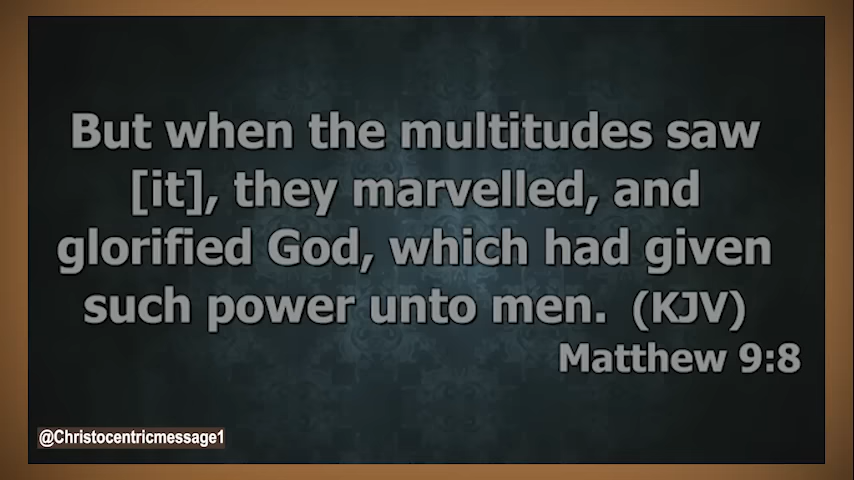 But when the multitudes saw
[it], they marvelled, and
glorified God, which had given
such power unto men. (KJV)
Matthew 9:8
@Christocentricmessage1